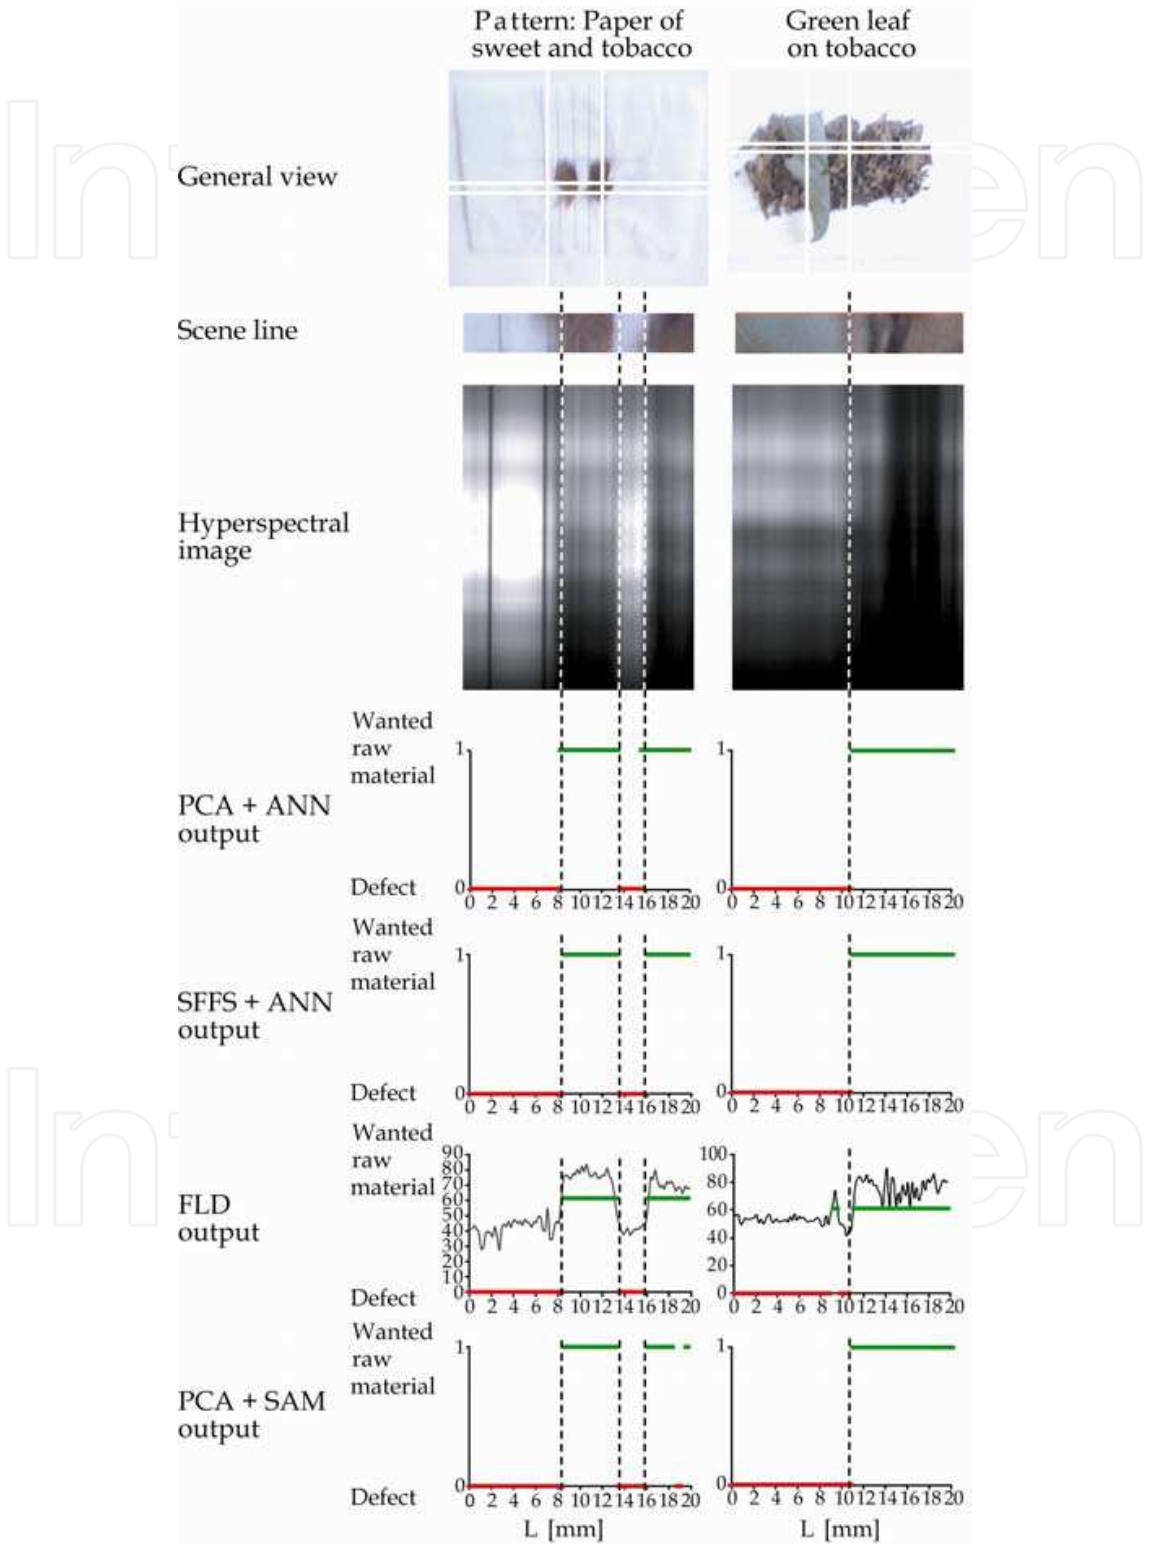 Pattern: Paper of
sweet and tobacco
Green leaf
on tobacco
General view
Scene line
Hyperspectral
image
Wanted
raw
material
PCA + ANN
output
Defect
1
0
0 2 4 6 8 10 12 14 16 18 20
1
0
0 2 4 6 8 10 12 14 16 18 20
Wanted
raw
material
SFFS + ANN
output
Defect
1
0
0 2 4 6 8 10 12 14 16 18 20
1
0
0 2 4 6 8 10 12 14 16 18 20
Wanted
raw
material
FLD
output
Defect
90
80
70
60
50
40
30
20
10
0
0 2 4 6 8 10 12 14 16 18 20
100
80
60
40
20
0
0 2 4 6 8 10 12 14 16 18 20
Wanted
raw
material
PCA + SAM
output
Defect
1
0
0 2 4 6 8 10 12 14 16 18 20
L [mm]
1
0
0 2 4 6 8 10 12 14 16 18 20
L [mm]